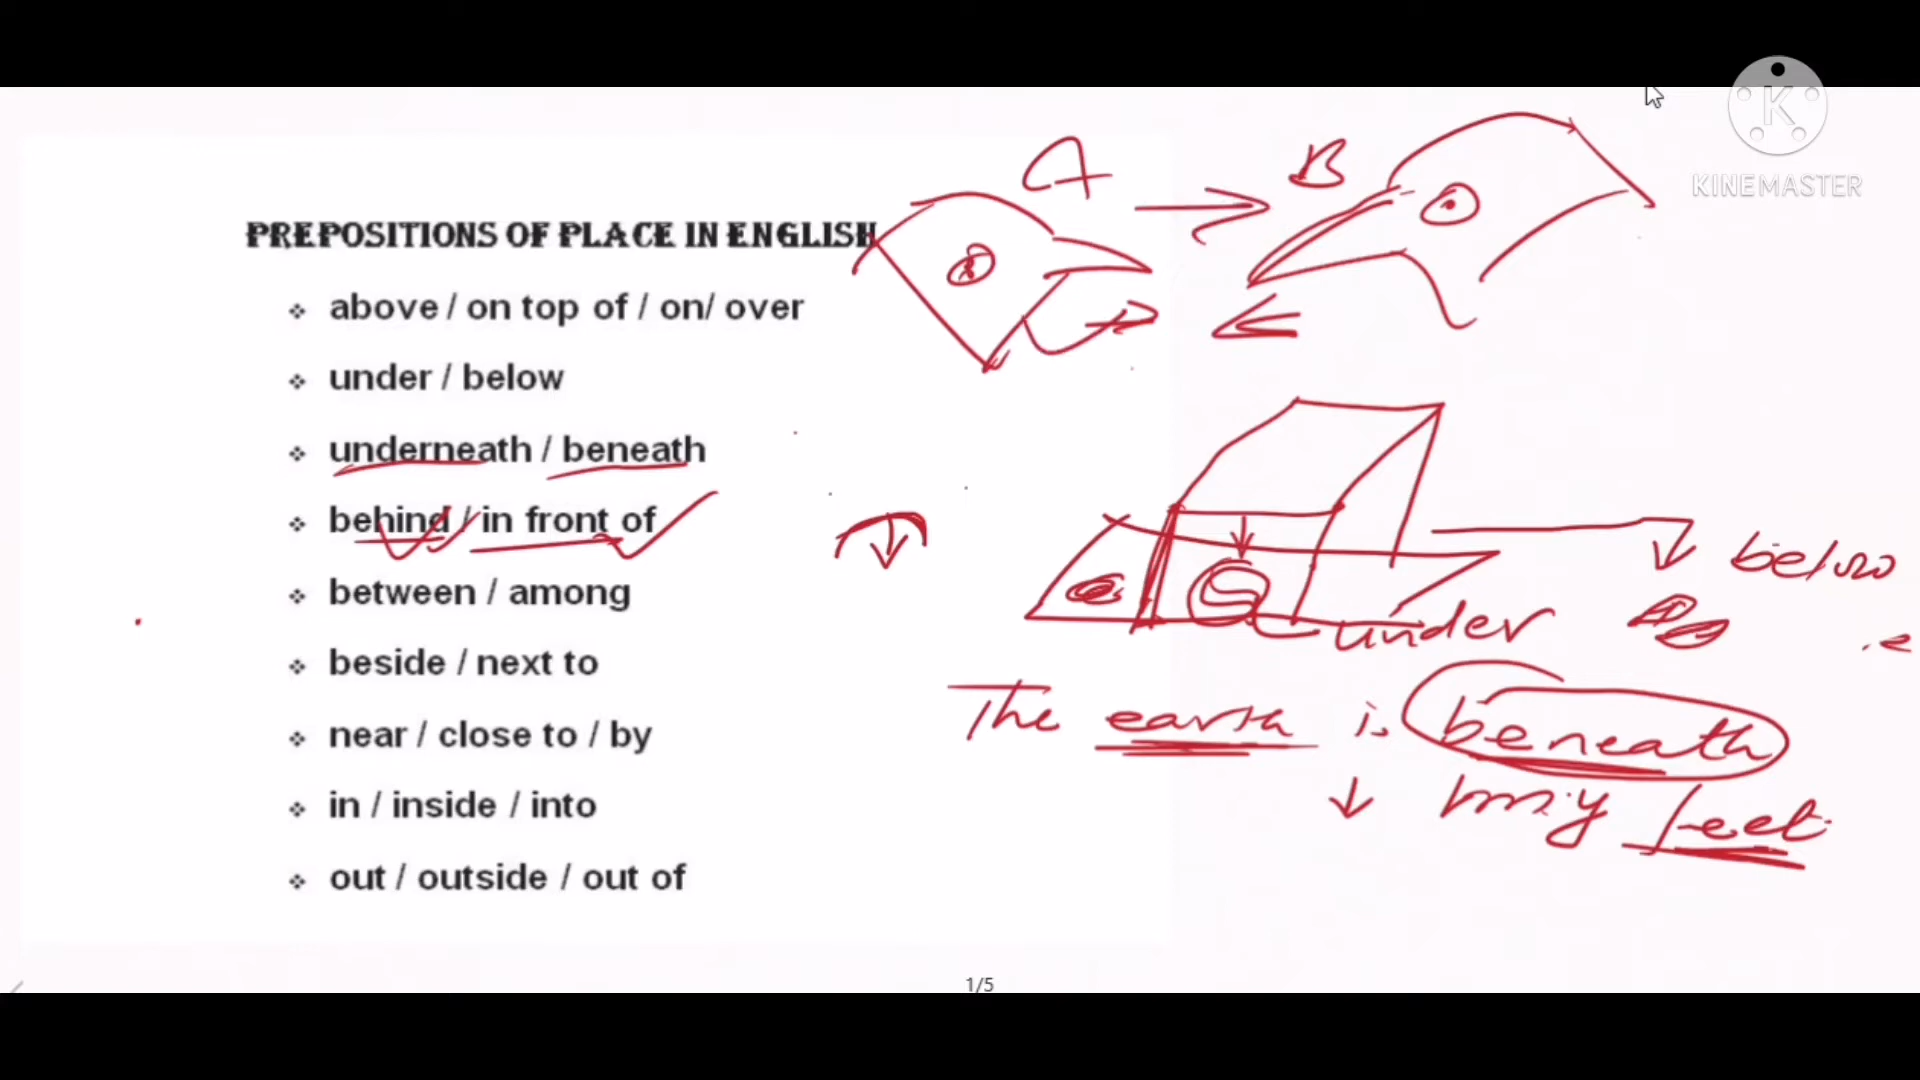 K
KINEMASTER
A
B
PREPOSITIONS OF PLACE IN ENGLISH
above / on top of / on/ over
under / below
underneath / beneath
behind / in front of
between / among
beside / next to
near / close to / by
in / inside / into
out / outside / out of
below
under
The earth is beneath
my feet
1/5